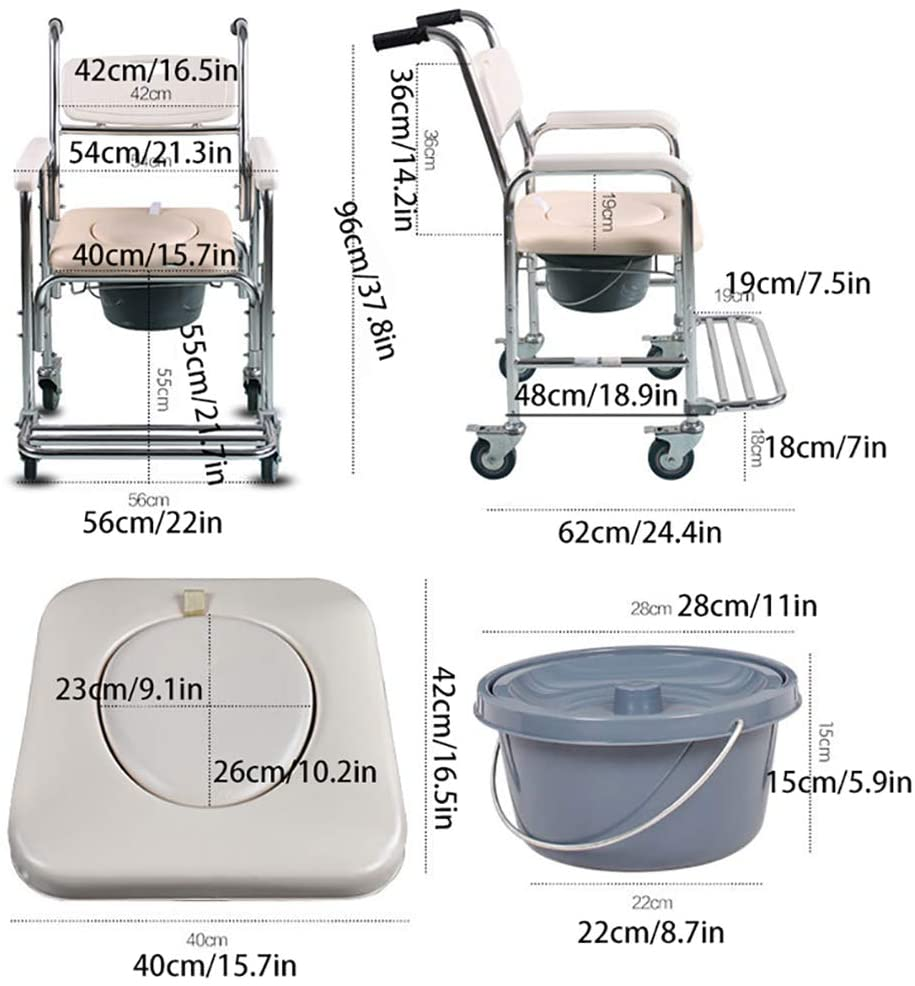 42cm/16.5in
42cm
54cm/21.3in
54cm
40cm/15.7in
55cm
55cm/21.7in
56cm
56cm/22in
36cm/14.2in
36cm
96cm/37.8in
19cm
19cm/7.5in
19cm
48cm/18.9in
18cm
18cm/7in
62cm/24.4in
23cm/9.1in
26cm/10.2in
42cm/16.5in
40cm
40cm/15.7in
28cm 28cm/11in
15cm
15cm/5.9in
22cm
22cm/8.7in